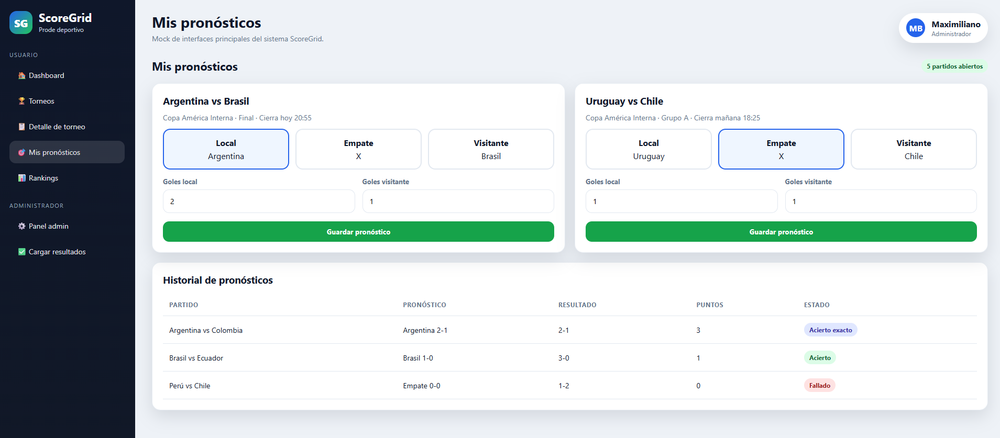 SG
ScoreGrid
Prode deportivo
USUARIO
Dashboard
Torneos
Detalle de torneo
Mis pronósticos
Rankings
ADMINISTRADOR
Panel admin
Cargar resultados
Mis pronósticos
Mock de interfaces principales del sistema ScoreGrid.
MB
Maximiliano
Administrador
Mis pronósticos
5 partidos abiertos
Argentina vs Brasil
Copa América Interna · Final · Cierra hoy 20:55
Local
Argentina
Empate
X
Visitante
Brasil
Goles local
Goles visitante
2
1
Guardar pronóstico
Uruguay vs Chile
Copa América Interna · Grupo A · Cierra mañana 18:25
Local
Uruguay
Empate
X
Visitante
Chile
Goles local
Goles visitante
1
1
Guardar pronóstico
Historial de pronósticos
PARTIDO PRONÓSTICO RESULTADO PUNTOS ESTADO
Argentina vs Colombia Argentina 2-1 2-1 3 Acierto exacto
Brasil vs Ecuador Brasil 1-0 3-0 1 Acierto
Perú vs Chile Empate 0-0 1-2 0 Fallado